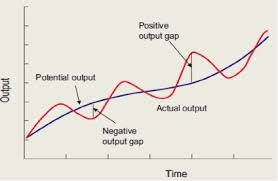 Positive
output gap
Potential output
Output
Actual output
Negative
output gap
Time